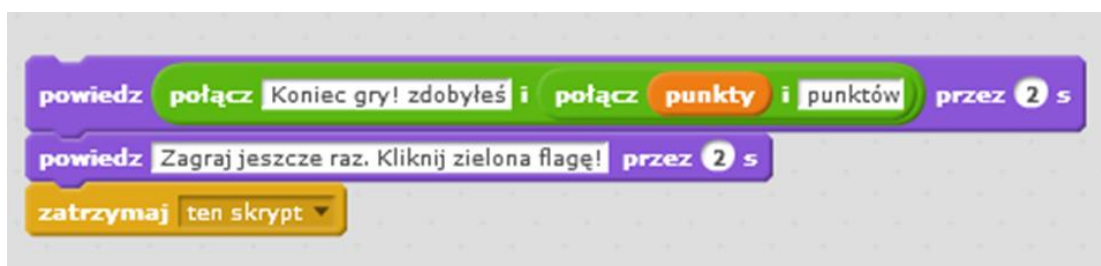 powiedz połącz Koniec gry! zdobyłeś i połącz punkty i punktów przez 2 s
powiedz Zagraj jeszcze raz. Kliknij zielona flagę! przez 2 s
zatrzymaj ten skrypt